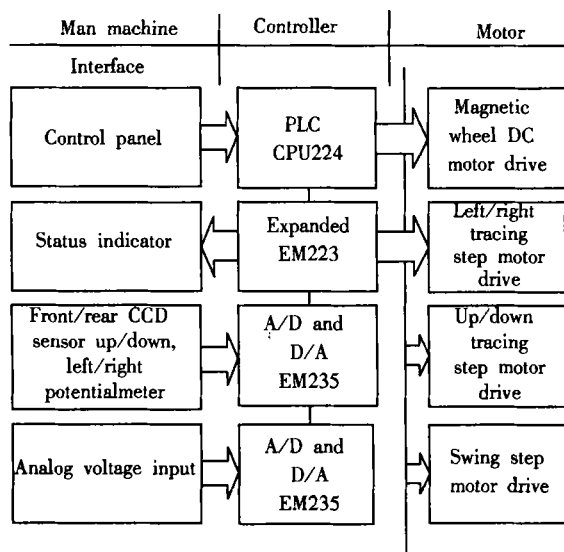 Man machine
Controller
Motor
Interface
Control panel
PLC
CPU224
Magnetic
wheel DC
motor drive
Status indicator
Expanded
EM223
Left/right
tracing
step motor
drive
Front/rear CCD
sensor up/down,
left/right
potentialmeter
A/D and
D/A
EM235
Up/down
tracing
step motor
drive
Analog voltage input
A/D and
D/A
EM235
Swing step
motor drive